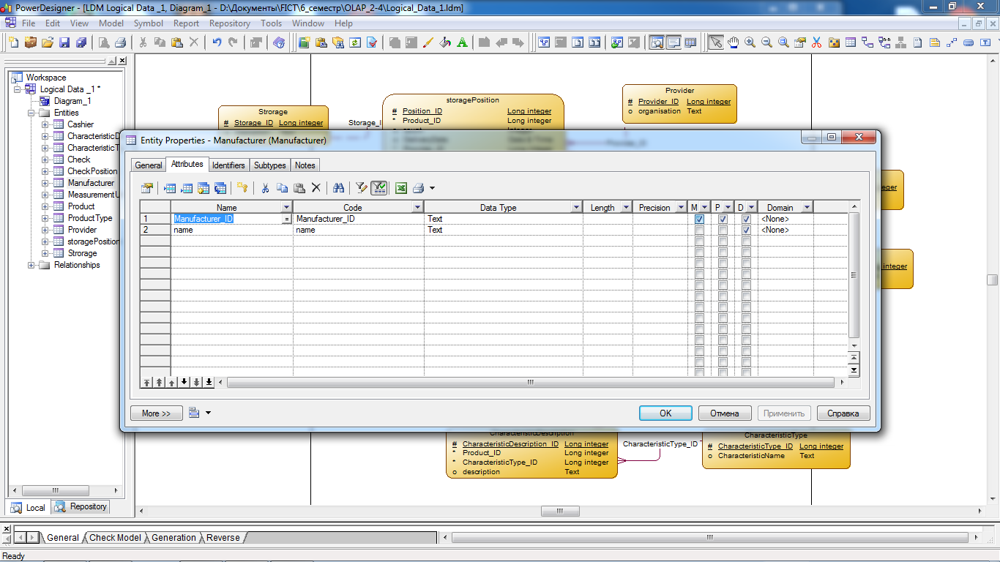 PowerDesigner - [LDM Logical Data _1, Diagram_1 - D:\Документы\FICT\6_семестр\OLAP_2-4\Logical_Data_1.ldm]
File Edit View Model Symbol Report Repository Tools Window Help
Workspace
Logical Data _1 *
Diagram_1
Entities
Cashier
CharacteristicD
CharacteristicT
Check
CheckPosition
Manufacturer
MeasurementU
Product
ProductType
Provider
storagePosition
Strorage
Relationships
Local Repository
Strorage
# Storage_ID Long integer
Storage_I
storagePosition
# Position_ID Long integer
* Product_ID Long integer
Provider
# Provider_ID Long integer
o organisation Text
Entity Properties - Manufacturer (Manufacturer)
General Attributes Identifiers Subtypes Notes
Name Code Data Type Length Precision M P D Domain
1 Manufacturer_ID = Manufacturer_ID Text <None>
2 name name Text <None>
More >> OK Отмена Применить Справка
integer
CharacteristicDescription
# CharacteristicDescription_ID Long integer
* Product_ID Long integer
* CharacteristicType_ID Long integer
o description Text
CharacteristicType_ID
CharacteristicType
# CharacteristicType_ID Long integer
o CharacteristicName Text
General Check Model Generation Reverse
Ready